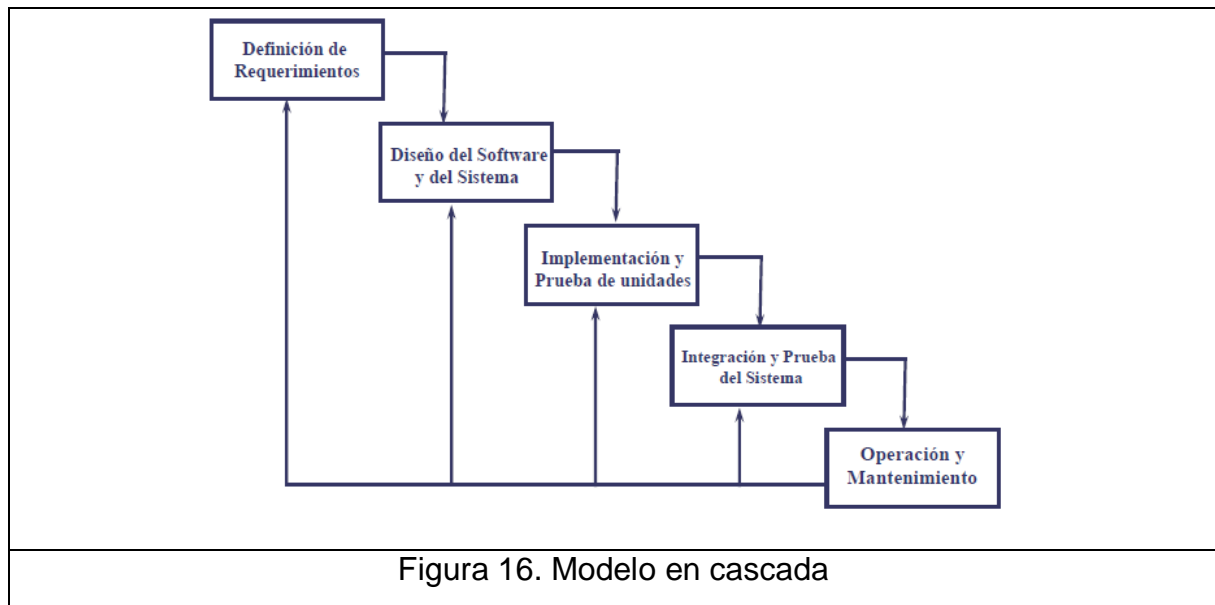 Definición de
Requerimientos
Diseño del Software
y del Sistema
Implementación y
Prueba de unidades
Integración y Prueba
del Sistema
Operación y
Mantenimiento
Figura 16. Modelo en cascada